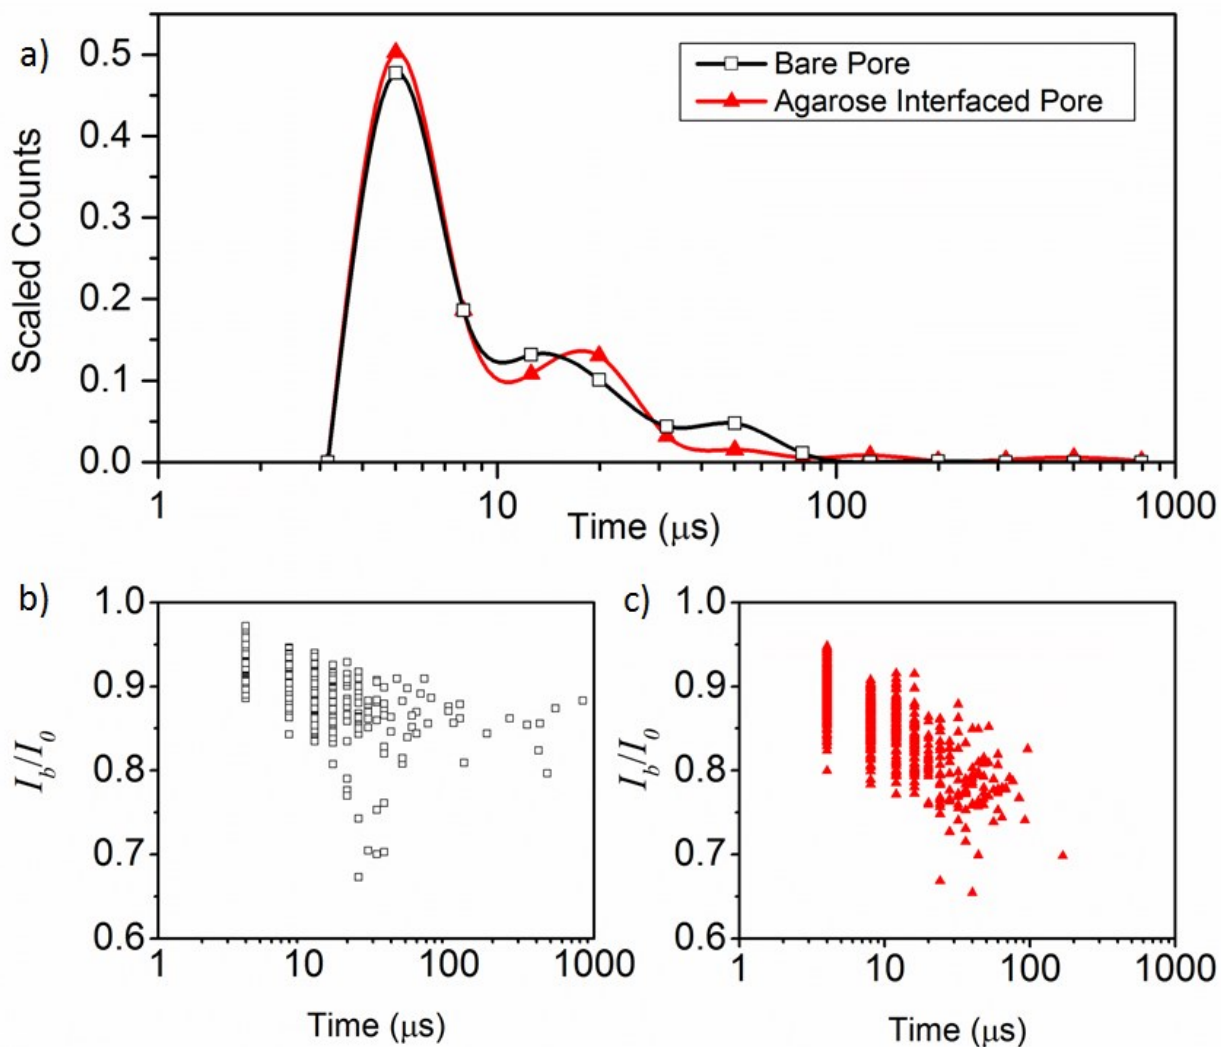 a)
Scaled Counts
0.5
0.4
0.3
0.2
0.1
0.0
Bare Pore
Agarose Interfaced Pore
1 10 100 1000
Time (μs)
b)
I_b/I_0
1.0
0.9
0.8
0.7
0.6
1 10 100 1000
Time (μs)
c)
I_b/I_0
1.0
0.9
0.8
0.7
0.6
1 10 100 1000
Time (μs)